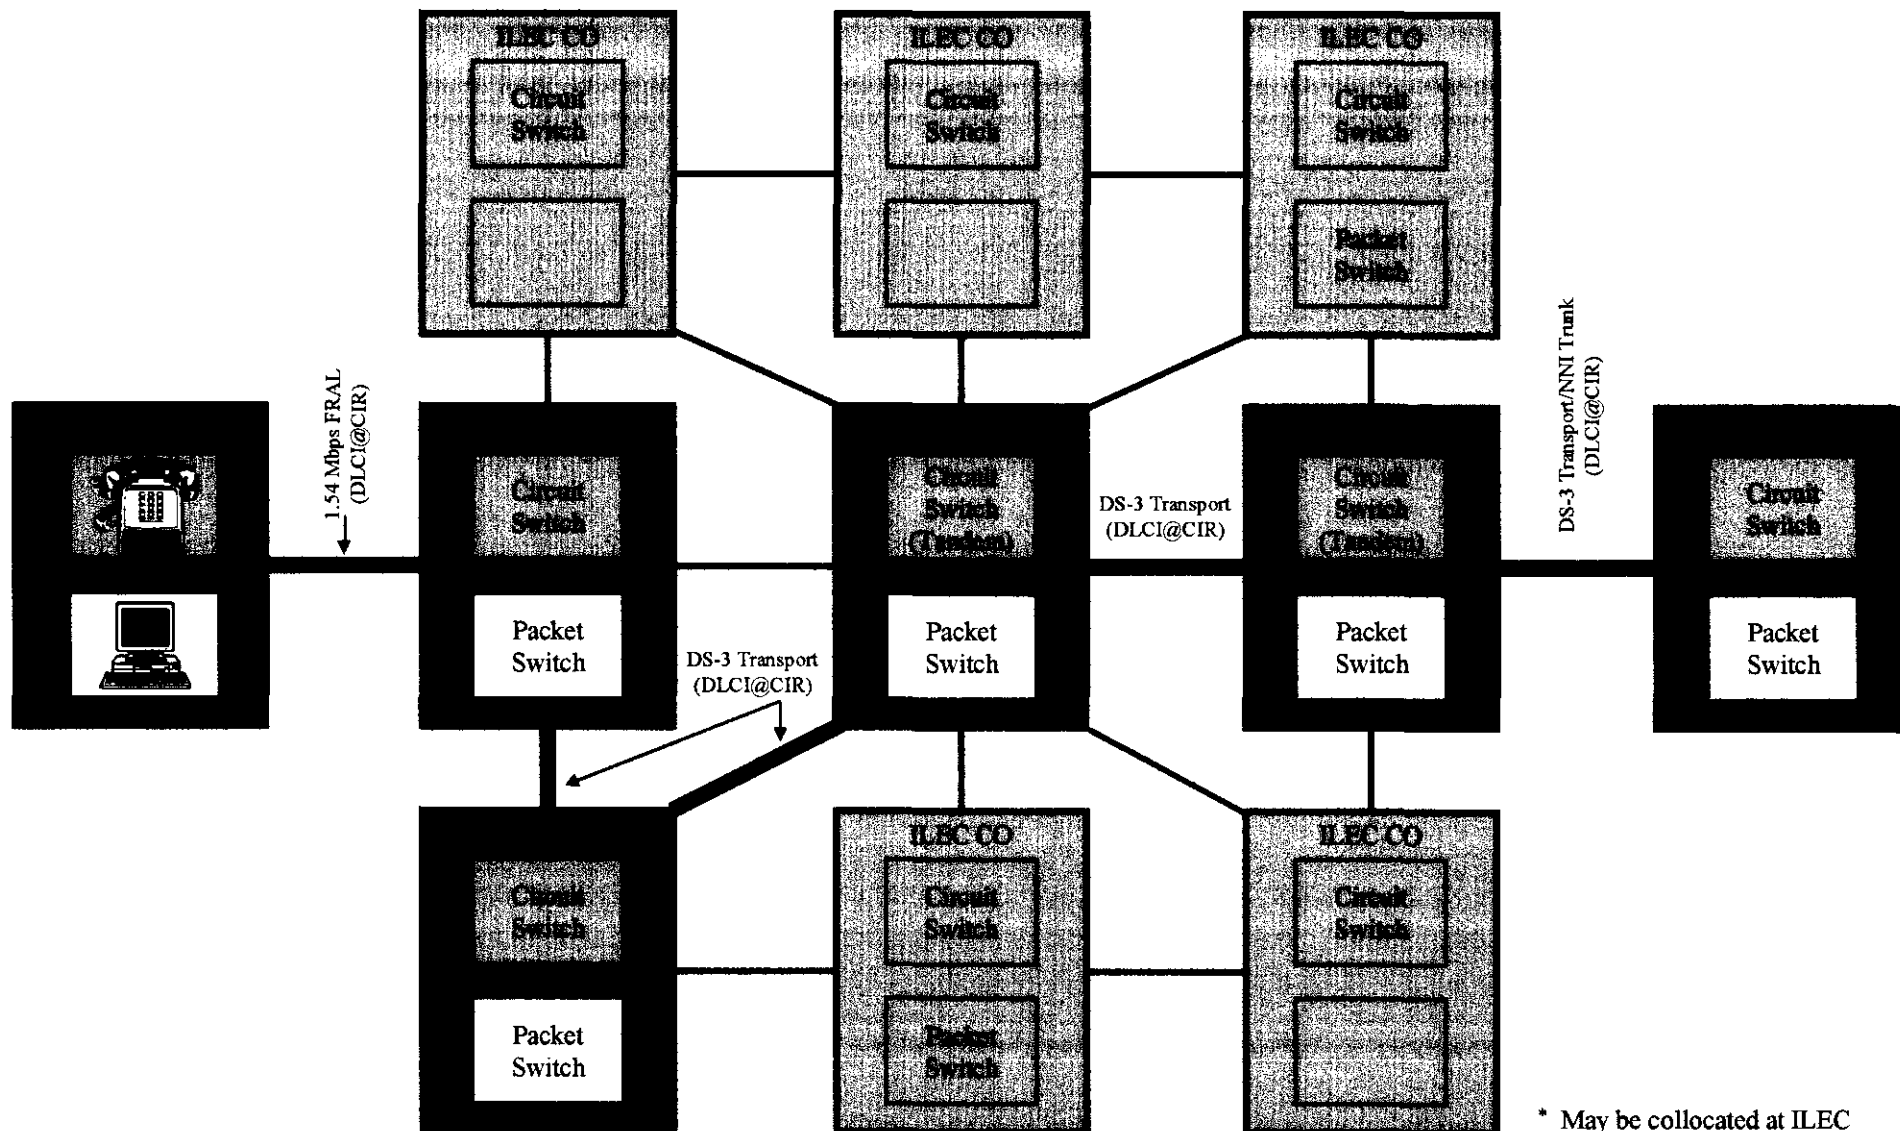 ILEC CO
ILEC CO
ILEC CO
Circuit
Switch
Circuit
Switch
Circuit
Switch
Packet
Switch
1.54 Mbps FRAL
(DLCI@CIR)
DS-3 Transport/NNI Trunk
(DLCI@CIR)
Circuit
Switch
Circuit
Switch
(Tandem)
DS-3 Transport
(DLCI@CIR)
Circuit
Switch
(Tandem)
Circuit
Switch
Packet
Switch
Packet
Switch
Packet
Switch
Packet
Switch
DS-3 Transport
(DLCI@CIR)
ILEC CO
ILEC CO
Circuit
Switch
Circuit
Switch
Circuit
Switch
Packet
Switch
Packet
Switch
* May be collocated at ILEC